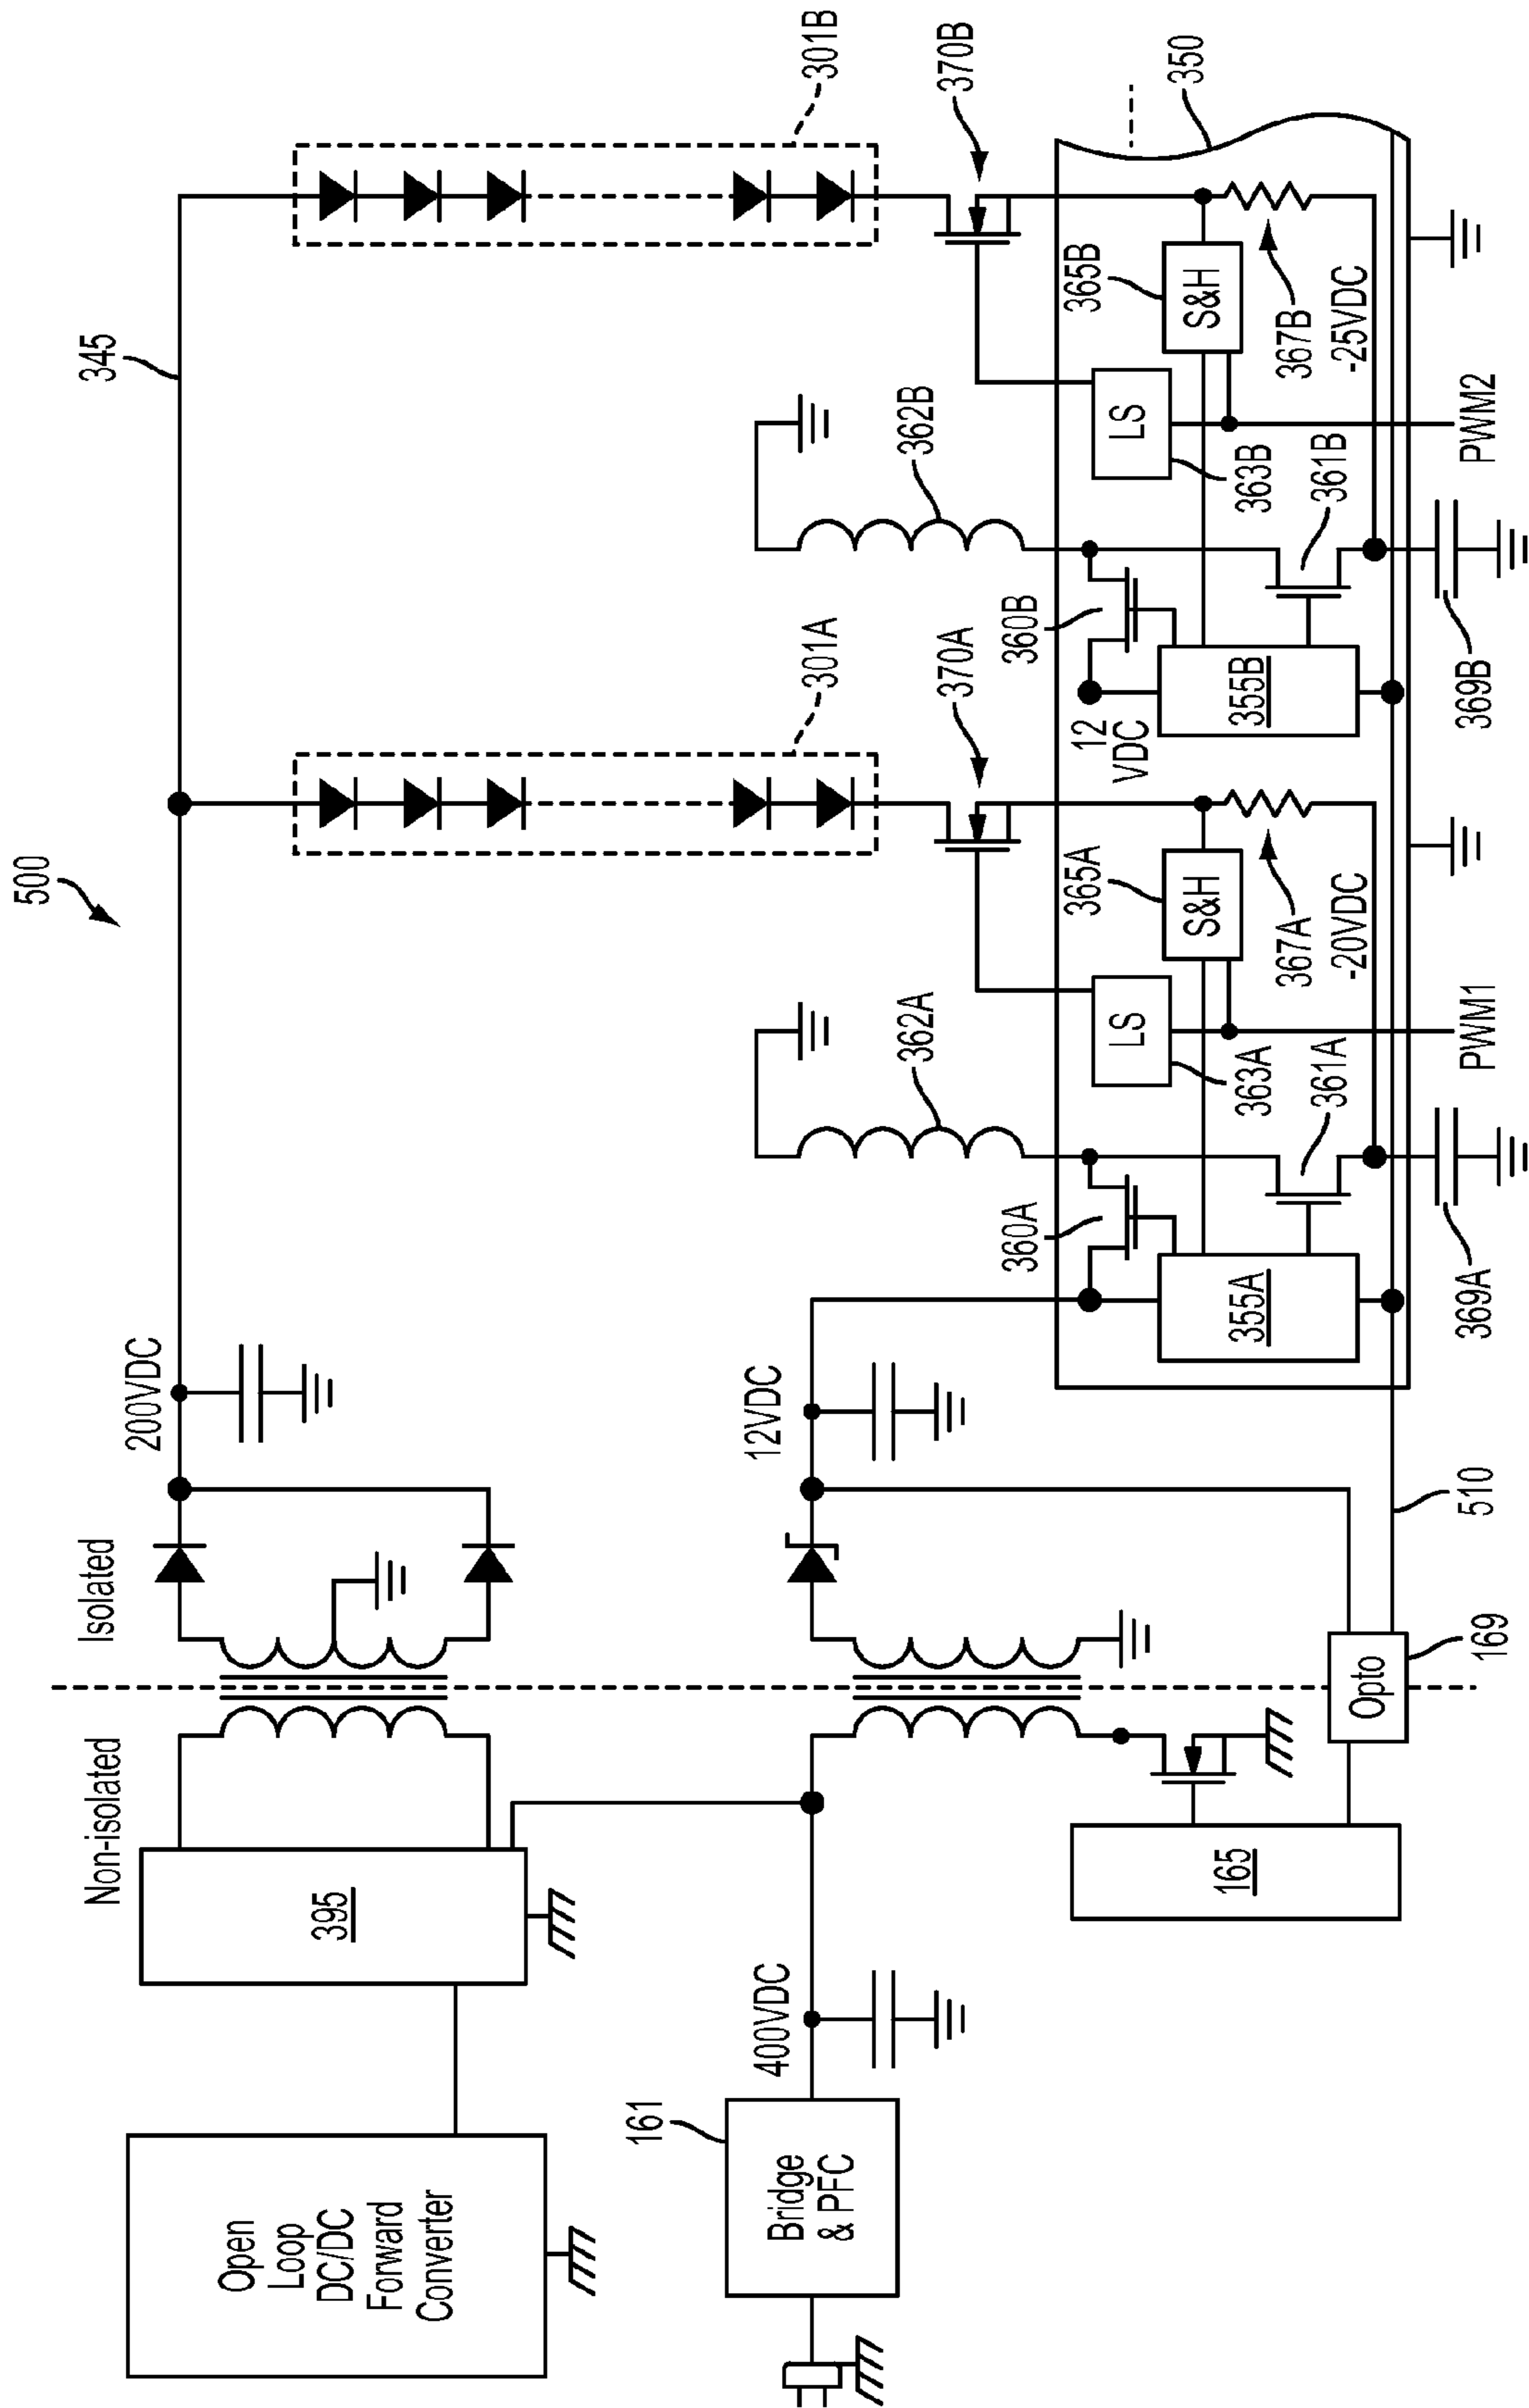 500
Open
Loop
DC/DC
Forward
Converter
395
Non-isolated
Isolated
200VDC
345
301A
301B
161
Bridge
& PFC
400VDC
12VDC
362A
370A
362B
370B
165
Opto
169
510
360A
355A
363A
LS
365A
S&H
361A
367A
-20VDC
369A
PWM1
12
VDC
360B
355B
363B
LS
365B
S&H
361B
367B
-25VDC
369B
PWM2
350